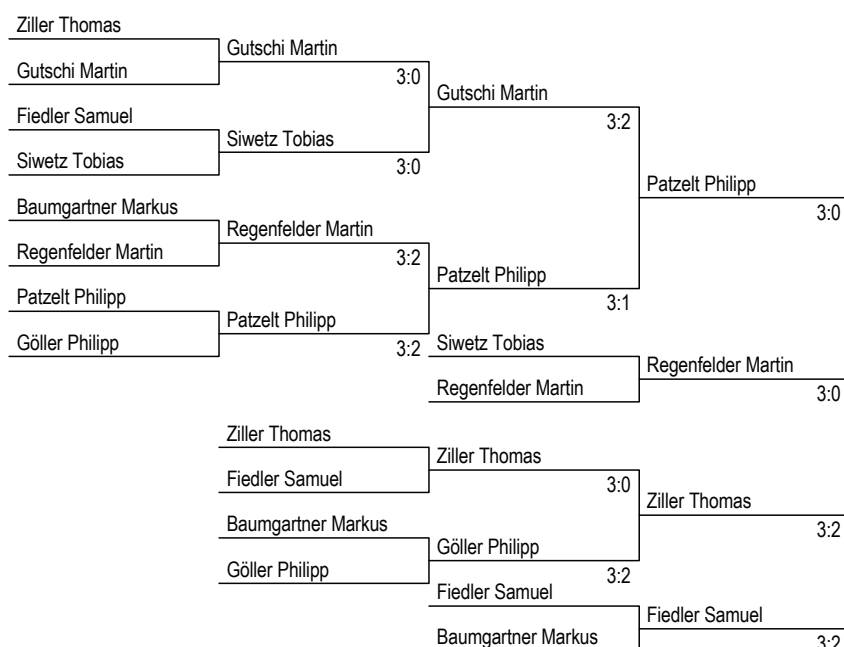 Ziller Thomas
Gutschi Martin
Gutschi Martin
3:0
Gutschi Martin
Fiedler Samuel
3:2
Siwetz Tobias
Siwetz Tobias
3:0
Patzelt Philipp
3:0
Baumgartner Markus
Regenfelder Martin
Regenfelder Martin
3:2
Patzelt Philipp
Patzelt Philipp
3:1
Patzelt Philipp
Göller Philipp
3:2
Siwetz Tobias
Regenfelder Martin
Regenfelder Martin
3:0
Ziller Thomas
Ziller Thomas
Fiedler Samuel
3:0
Ziller Thomas
Baumgartner Markus
3:2
Göller Philipp
Göller Philipp
3:2
Fiedler Samuel
Fiedler Samuel
Baumgartner Markus
3:2